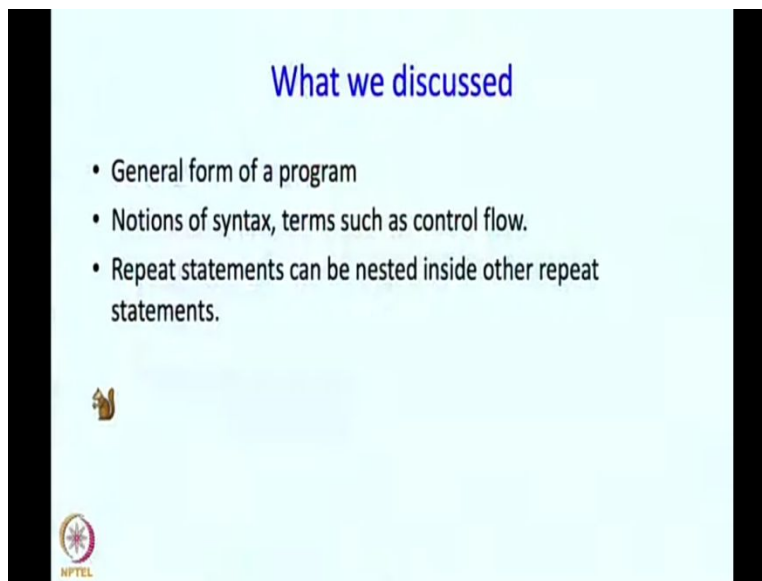 What we discussed
• General form of a program
• Notions of syntax, terms such as control flow.
• Repeat statements can be nested inside other repeat
statements.
NPTEL